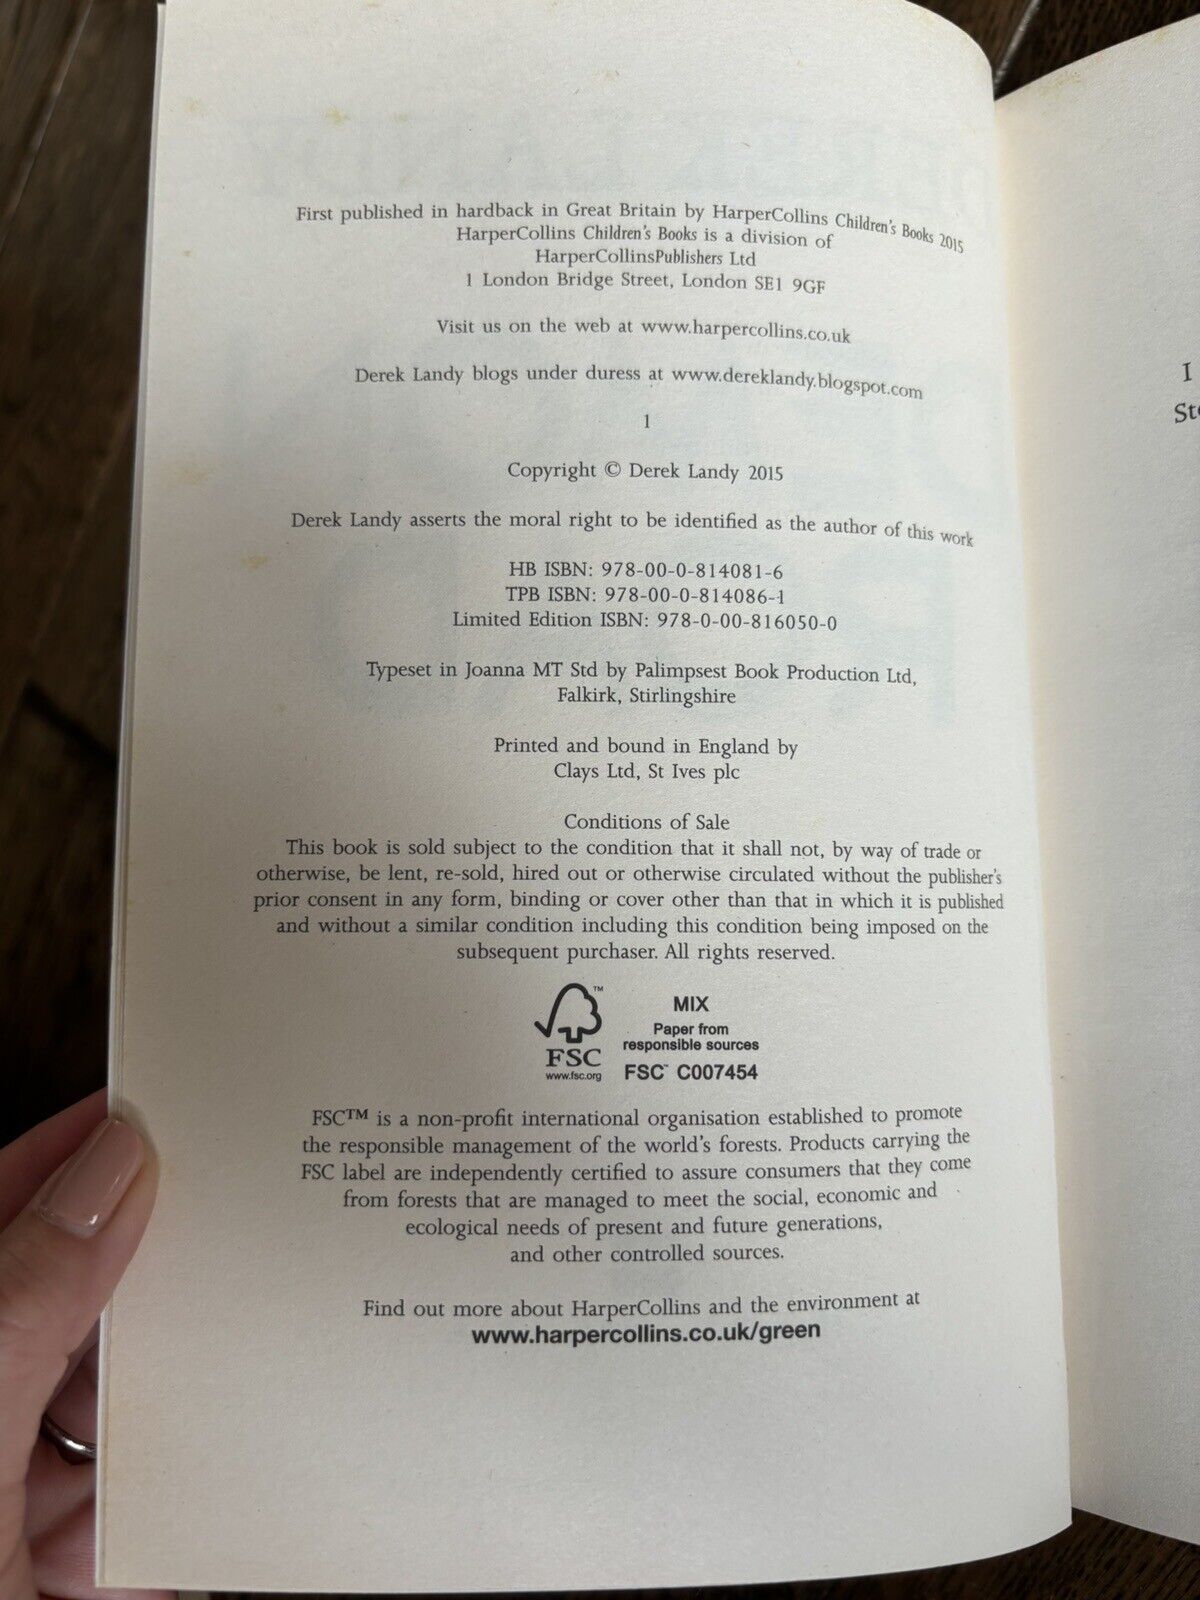 First published in hardback in Great Britain by HarperCollins Children's Books 2015
HarperCollins Children's Books is a division of
HarperCollinsPublishers Ltd
1 London Bridge Street, London SE1 9GF
Visit us on the web at www.harpercollins.co.uk
Derek Landy blogs under duress at www.dereklandy.blogspot.com
1
Copyright © Derek Landy 2015
Derek Landy asserts the moral right to be identified as the author of this work
HB ISBN: 978-00-0-814081-6
TPB ISBN: 978-00-0-814086-1
Limited Edition ISBN: 978-0-00-816050-0
Typeset in Joanna MT Std by Palimpsest Book Production Ltd,
Falkirk, Stirlingshire
Printed and bound in England by
Clays Ltd, St Ives plc
Conditions of Sale
This book is sold subject to the condition that it shall not, by way of trade or
otherwise, be lent, re-sold, hired out or otherwise circulated without the publisher's
prior consent in any form, binding or cover other than that in which it is published
and without a similar condition including this condition being imposed on the
subsequent purchaser. All rights reserved.
™
FSC
www.fsc.org
MIX
Paper from
responsible sources
FSC™ C007454
FSC™ is a non-profit international organisation established to promote
the responsible management of the world's forests. Products carrying the
FSC label are independently certified to assure consumers that they come
from forests that are managed to meet the social, economic and
ecological needs of present and future generations,
and other controlled sources.
Find out more about HarperCollins and the environment at
www.harpercollins.co.uk/green
I